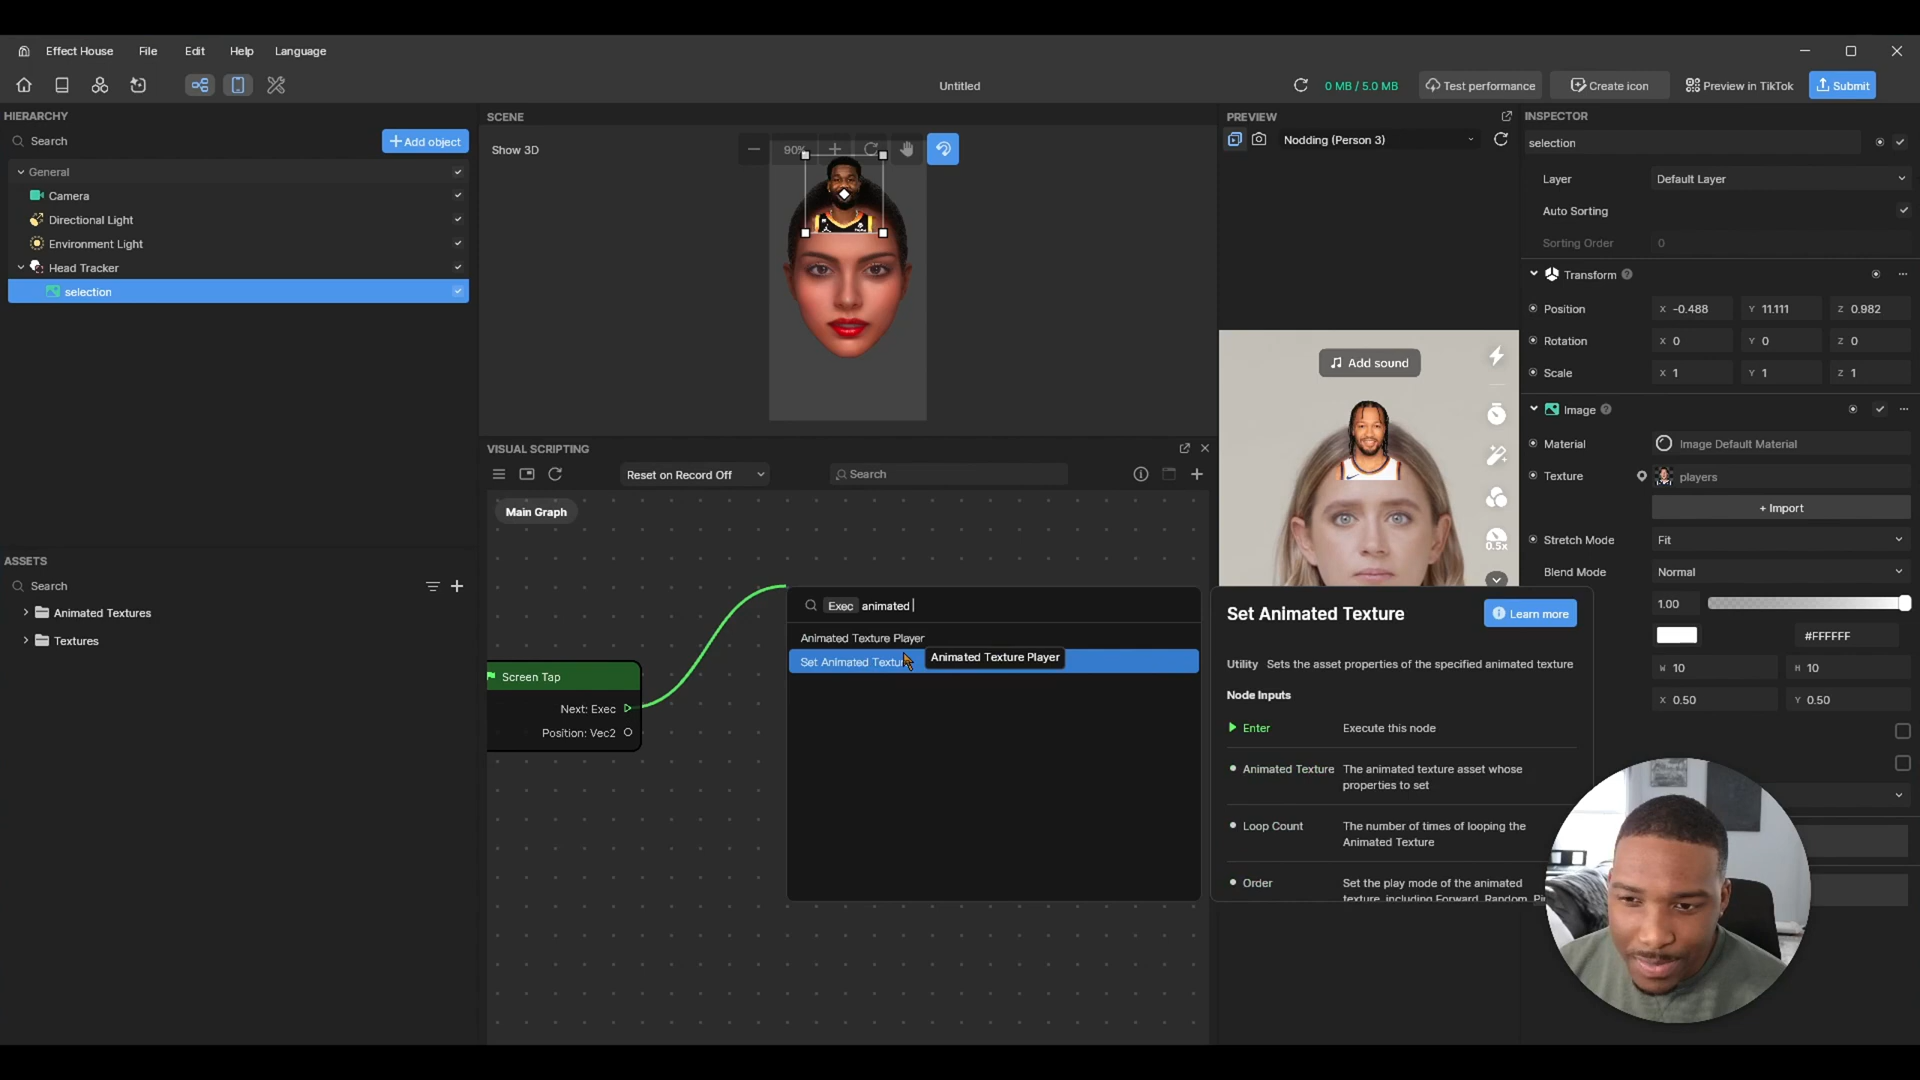 Effect House
File
Edit
Help
Language
Untitled
0 MB / 5.0 MB
Test performance
Create icon
Preview in TikTok
Submit
HIERARCHY
Search
Add object
General
Camera
Directional Light
Environment Light
Head Tracker
selection
ASSETS
Search
Animated Textures
Textures
SCENE
Show 3D
90%
VISUAL SCRIPTING
Reset on Record Off
Search
Main Graph
Screen Tap
Next: Exec
Position: Vec2
Exec animated
Animated Texture Player
Set Animated Textu
Animated Texture Player
PREVIEW
Nodding (Person 3)
Add sound
0.5x
Set Animated Texture
Learn more
Utility Sets the asset properties of the specified animated texture
Node Inputs
Enter Execute this node
Animated Texture The animated texture asset whose
properties to set
Loop Count The number of times of looping the
Animated Texture
Order Set the play mode of the animated
texture, including Forward, Random, Pi
INSPECTOR
selection
Layer Default Layer
Auto Sorting
Sorting Order 0
Transform
Position X -0.488 Y 11.111 Z 0.982
Rotation X 0 Y 0 Z 0
Scale X 1 Y 1 Z 1
Image
Material Image Default Material
Texture players
+ Import
Stretch Mode Fit
Blend Mode Normal
1.00
#FFFFFF
W 10 H 10
X 0.50 Y 0.50